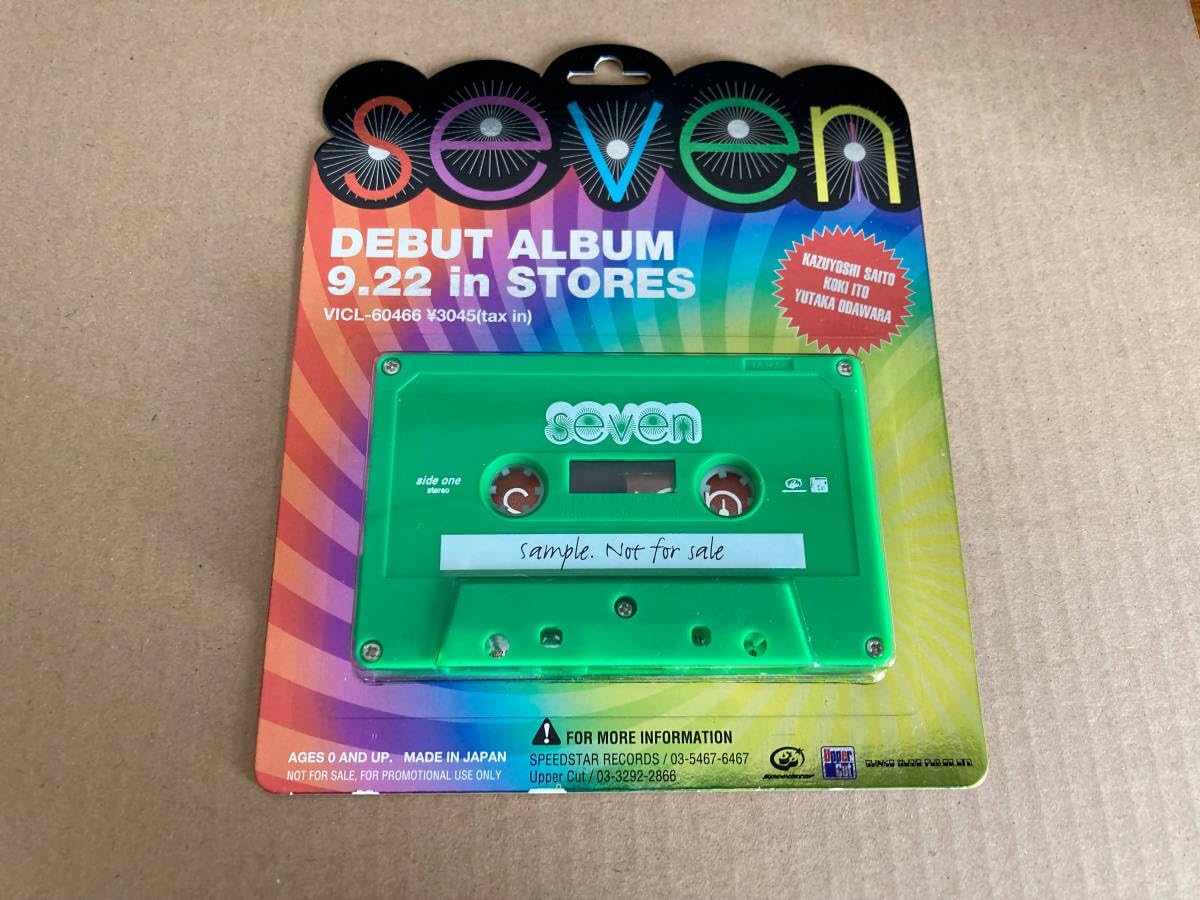 seven
DEBUT ALBUM
9.22 in STORES
VICL-60466 ¥3045(tax in)
KAZUYOSHI SAITO
KOKI ITO
YUTAKA ODAWARA
seven
side one
stereo
sample. Not for sale
FOR MORE INFORMATION
AGES 0 AND UP. MADE IN JAPAN
SPEEDSTAR RECORDS / 03-5467-6467
NOT FOR SALE, FOR PROMOTIONAL USE ONLY
Upper Cut / 03-3292-2866
speedstar
Upper
Cut